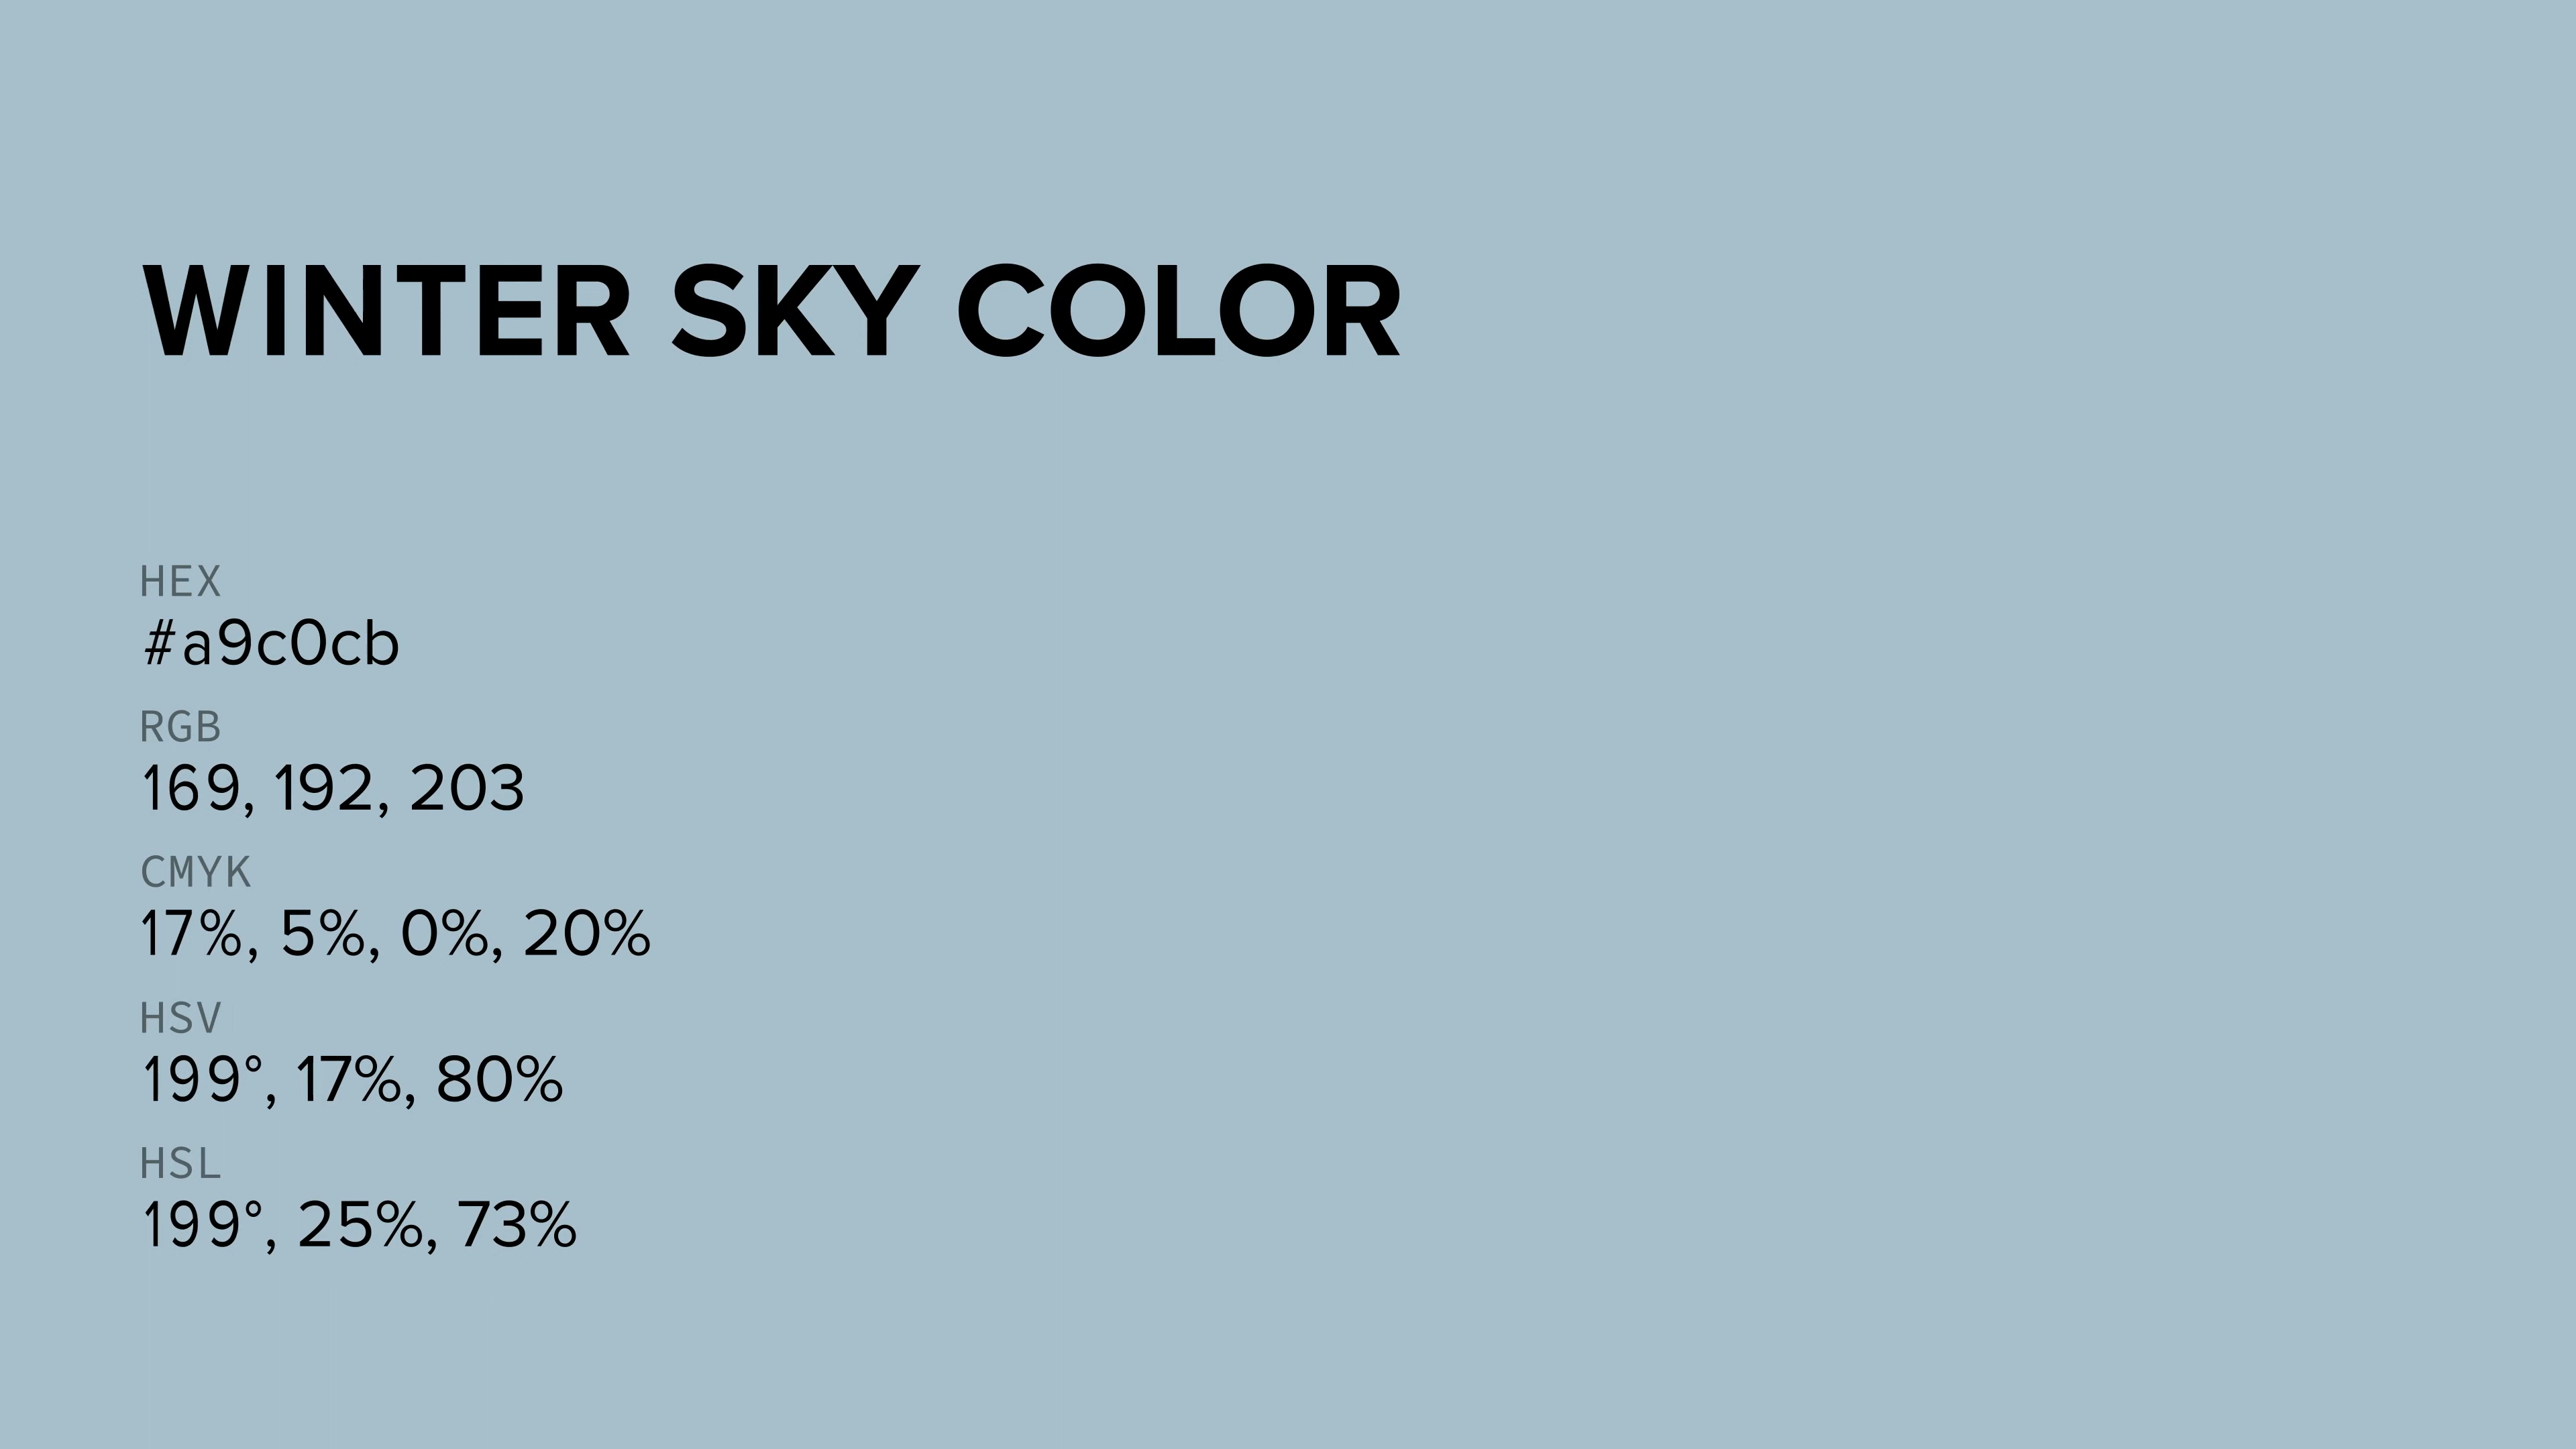 WINTER SKY COLOR
HEX
#a9c0cb
RGB
169, 192, 203
CMYK
17%, 5%, 0%, 20%
HSV
199°, 17%, 80%
HSL
199°, 25%, 73%